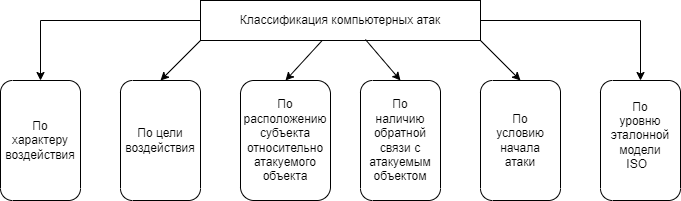 Классификация компьютерных атак
По
характеру
воздействия
По цели
воздействия
По
расположению
субъекта
относительно
атакуемого
объекта
По
наличию
обратной
связи с
атакуемым
объектом
По
условию
начала
атаки
По
уровню
эталонной
модели
ISO